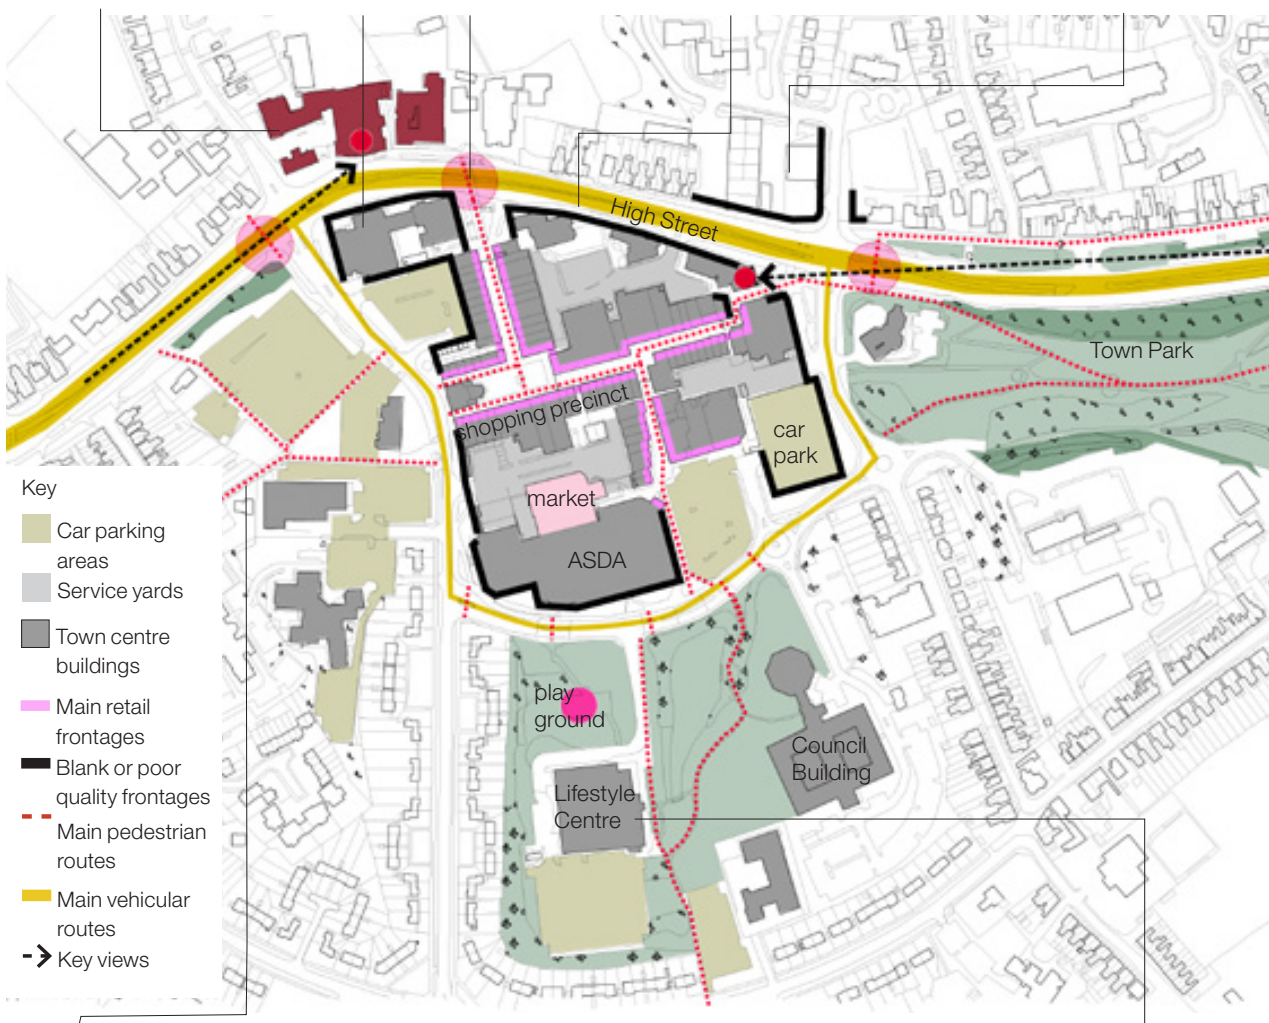 High Street
Town Park
shopping precinct
car
park
market
ASDA
play
ground
Council
Building
Lifestyle
Centre
Key
Car parking
areas
Service yards
Town centre
buildings
Main retail
frontages
Blank or poor
quality frontages
Main pedestrian
routes
Main vehicular
routes
Key views